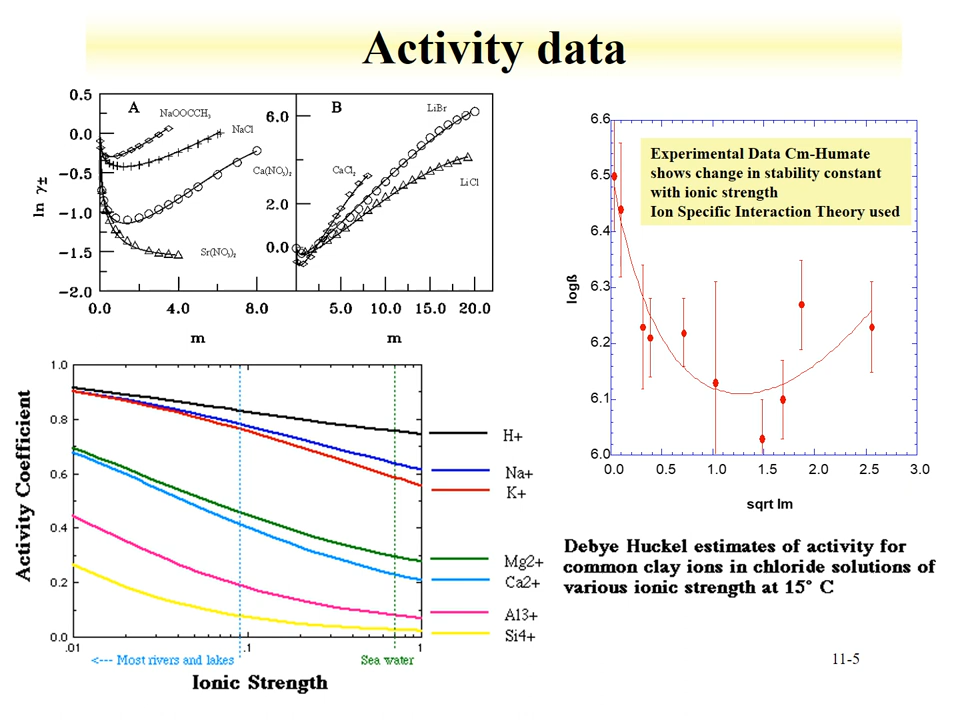 Activity data
0.5
0.0
−0.5
−1.0
−1.5
−2.0
ln γ±
A
NaOOCCH3
NaCl
Ca(NO3)2
Sr(NO3)2
0.0 4.0 8.0
m
B
6.0
2.0
0.0
LiBr
CaCl2
LiCl
5.0 10.0 15.0 20.0
m
6.6
6.5
6.4
6.3
6.2
6.1
6.0
logß
Experimental Data Cm-Humate
shows change in stability constant
with ionic strength
Ion Specific Interaction Theory used
0.0 0.5 1.0 1.5 2.0 2.5 3.0
sqrt Im
1.0
0.8
0.6
0.4
0.2
0.0
Activity Coefficient
H+
Na+
K+
Mg2+
Ca2+
Al3+
Si4+
.01 .1 1
<--- Most rivers and lakes
Sea water
Ionic Strength
Debye Huckel estimates of activity for
common clay ions in chloride solutions of
various ionic strength at 15° C
11-5